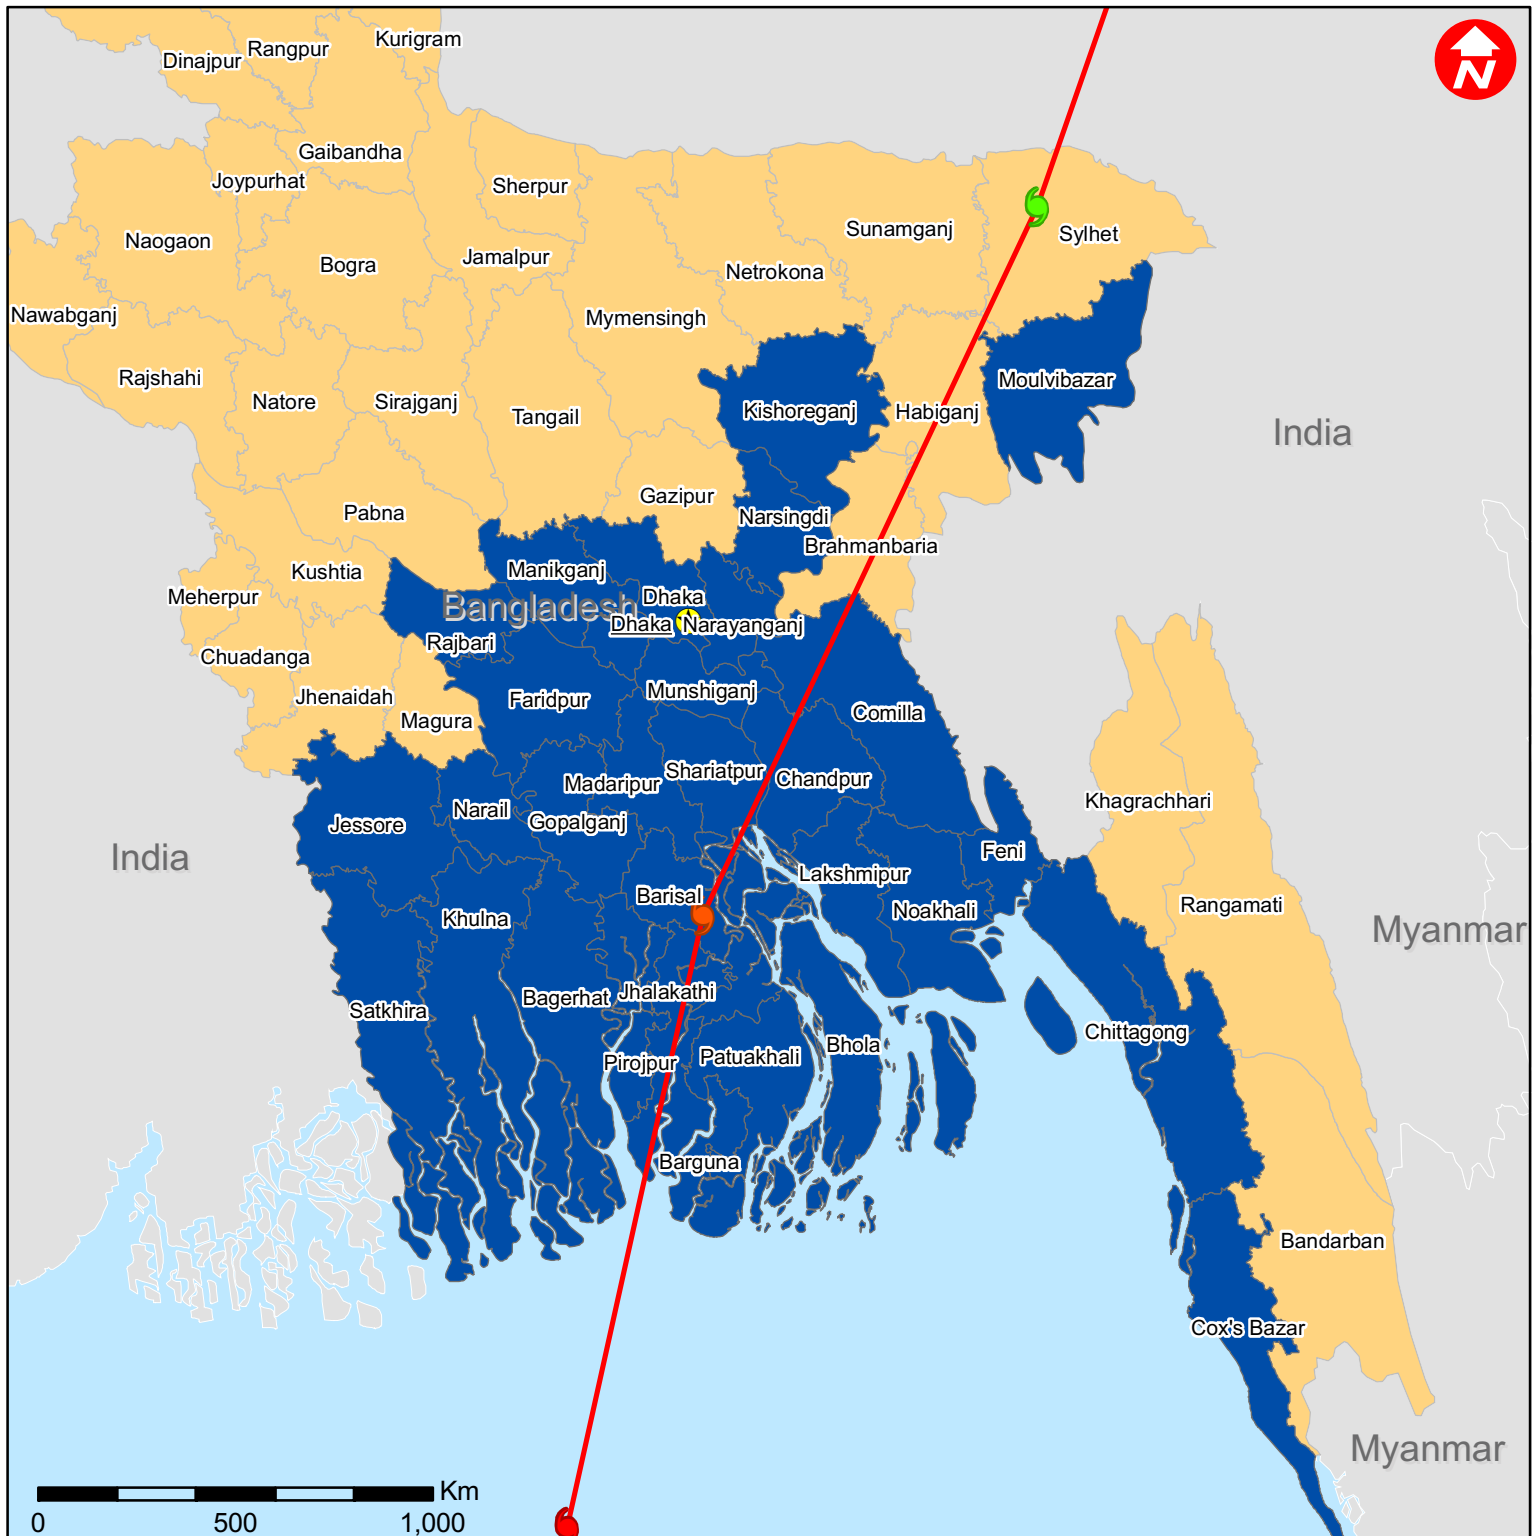 Kurigram
Rangpur
Dinajpur
N
Gaibandha
Joypurhat
Sherpur
Sunamganj
Sylhet
Naogaon
Jamalpur
Bogra
Netrokona
Nawabganj
Mymensingh
Rajshahi
Moulvibazar
Natore
Sirajganj
Kishoreganj
Habiganj
Tangail
India
Gazipur
Pabna
Narsingdi
Brahmanbaria
Kushtia
Manikganj
Meherpur
Dhaka
Bangladesh
Dhaka
Narayanganj
Rajbari
Chuadanga
Jhenaidah
Faridpur
Munshiganj
Magura
Comilla
Shariatpur
Chandpur
Madaripur
Khagrachhari
Narail
Gopalganj
Jessore
India
Feni
Lakshmipur
Barisal
Rangamati
Noakhali
Khulna
Myanmar
Jhalakathi
Bagerhat
Satkhira
Chittagong
Bhola
Patuakhali
Pirojpur
Barguna
Bandarban
Cox's Bazar
Myanmar
Km
0 500 1,000